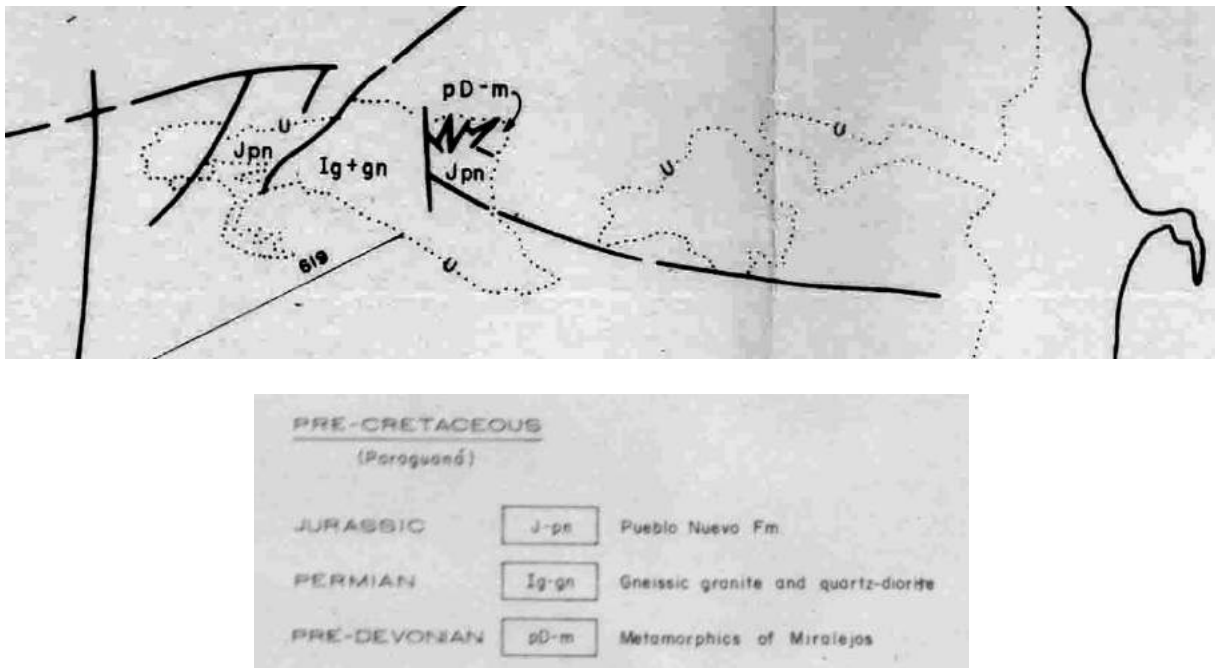 pD-m
U
U
U
Jpn
Ig+gn
Jpn
619
U
PRE-CRETACEOUS
(Paraguaná)
JURASSIC J-pn Pueblo Nuevo Fm
PERMIAN Ig-gn Gneissic granite and quartz-diorite
PRE-DEVONIAN pD-m Metamorphics of Miralejos